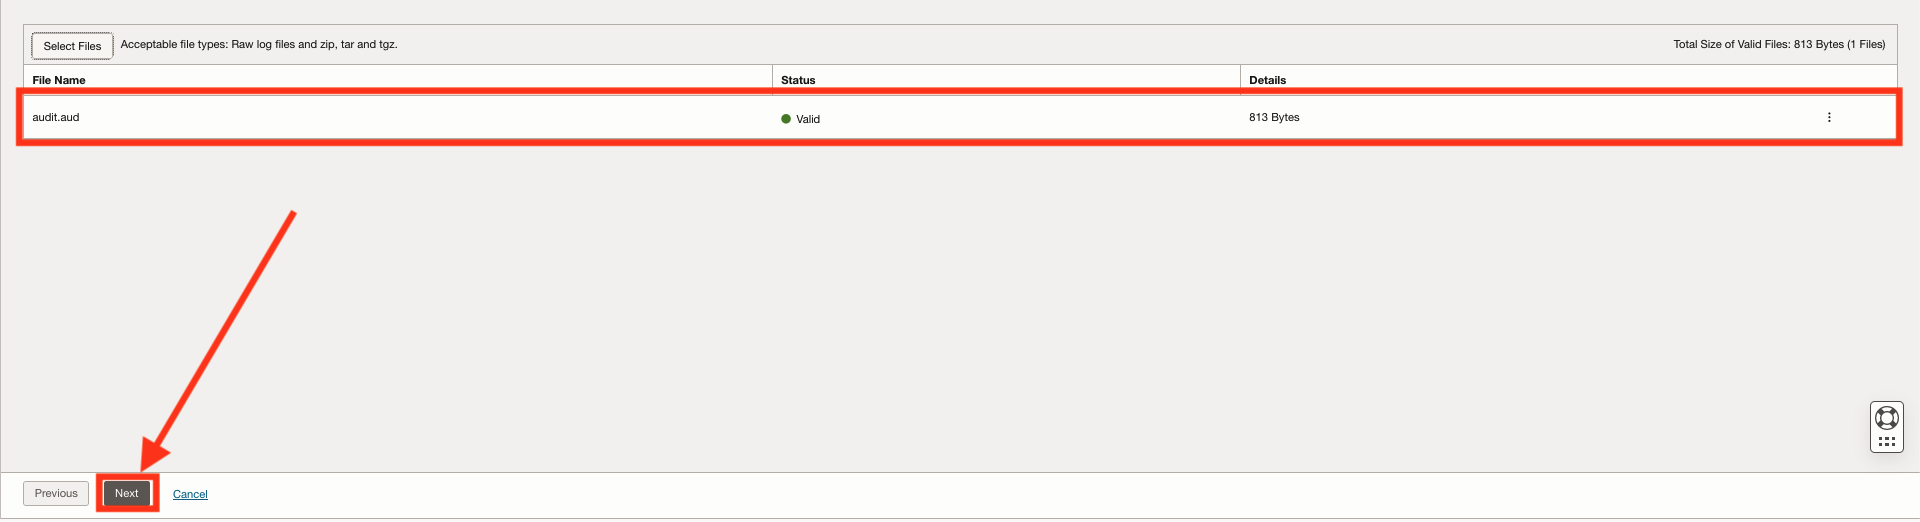 Select Files Acceptable file types: Raw log files and zip, tar and tgz. Total Size of Valid Files: 813 Bytes (1 Files)
File Name Status Details
audit.aud Valid 813 Bytes
Previous Next Cancel